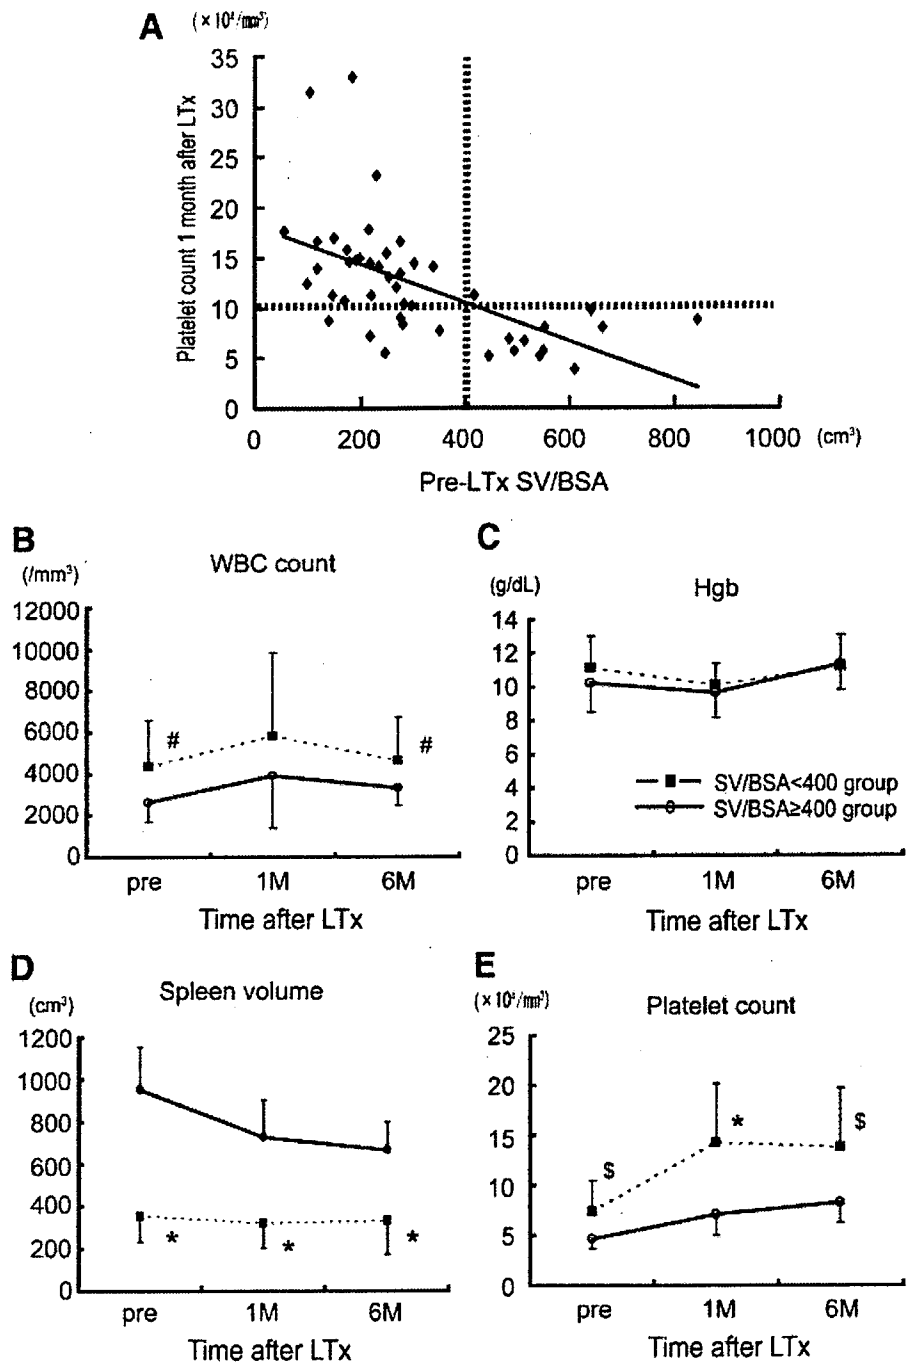 A (×10⁴/mm³)
35
30
25
20
15
10
5
0
Platelet count 1 month after LTx
0 200 400 600 800 1000 (cm³)
Pre-LTx SV/BSA
B
WBC count
(/mm³)
12000
10000
8000
6000
4000
2000
0
#
#
pre 1M 6M
Time after LTx
C
Hgb
(g/dL)
14
12
10
8
6
4
2
0
SV/BSA<400 group
SV/BSA≥400 group
pre 1M 6M
Time after LTx
D
Spleen volume
(cm³)
1200
1000
800
600
400
200
0
* * *
pre 1M 6M
Time after LTx
E
Platelet count
(×10⁴/mm³)
25
20
15
10
5
0
$ * $
pre 1M 6M
Time after LTx